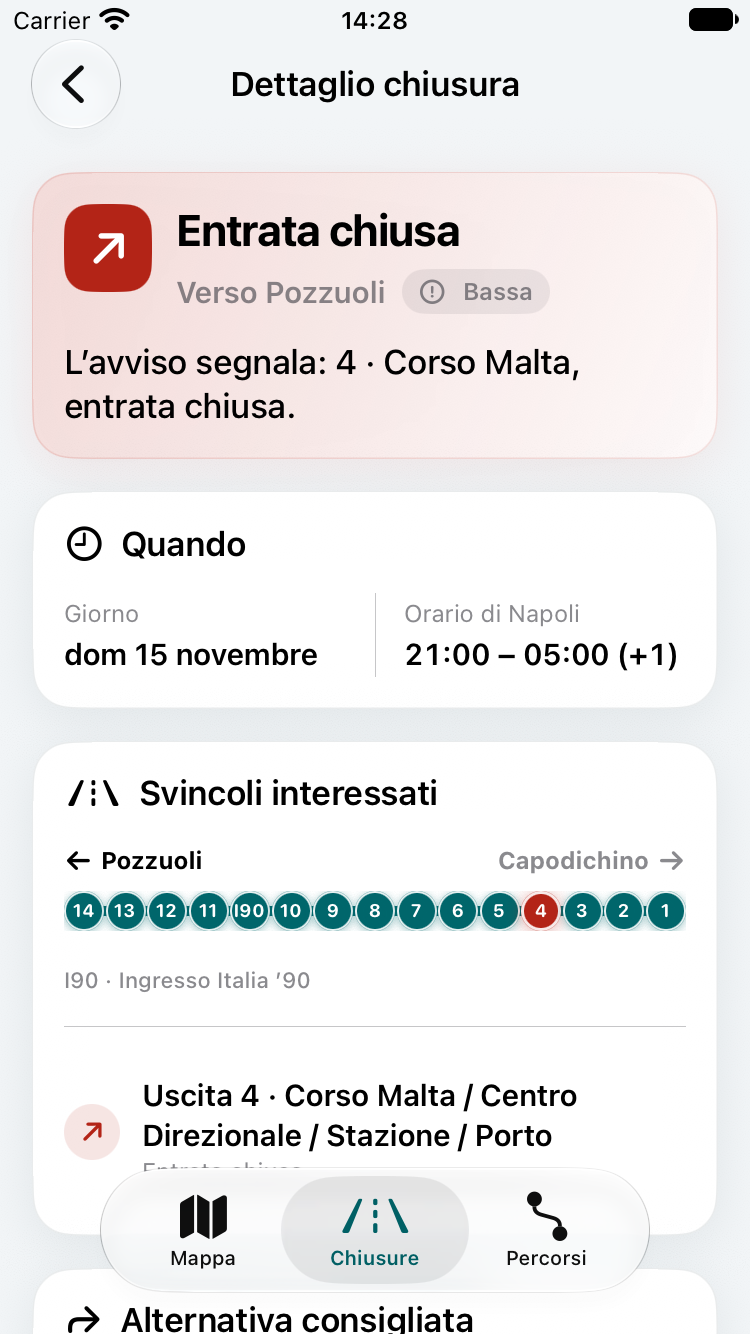 Carrier
14:28
Dettaglio chiusura
Entrata chiusa
Verso Pozzuoli
Bassa
L’avviso segnala: 4 · Corso Malta,
entrata chiusa.
Quando
Giorno
Orario di Napoli
dom 15 novembre
21:00 – 05:00 (+1)
Svincoli interessati
← Pozzuoli
Capodichino →
14 13 12 11 I90 10 9 8 7 6 5 4 3 2 1
I90 · Ingresso Italia ’90
Uscita 4 · Corso Malta / Centro
Direzionale / Stazione / Porto
Mappa
Chiusure
Percorsi
Alternativa consigliata